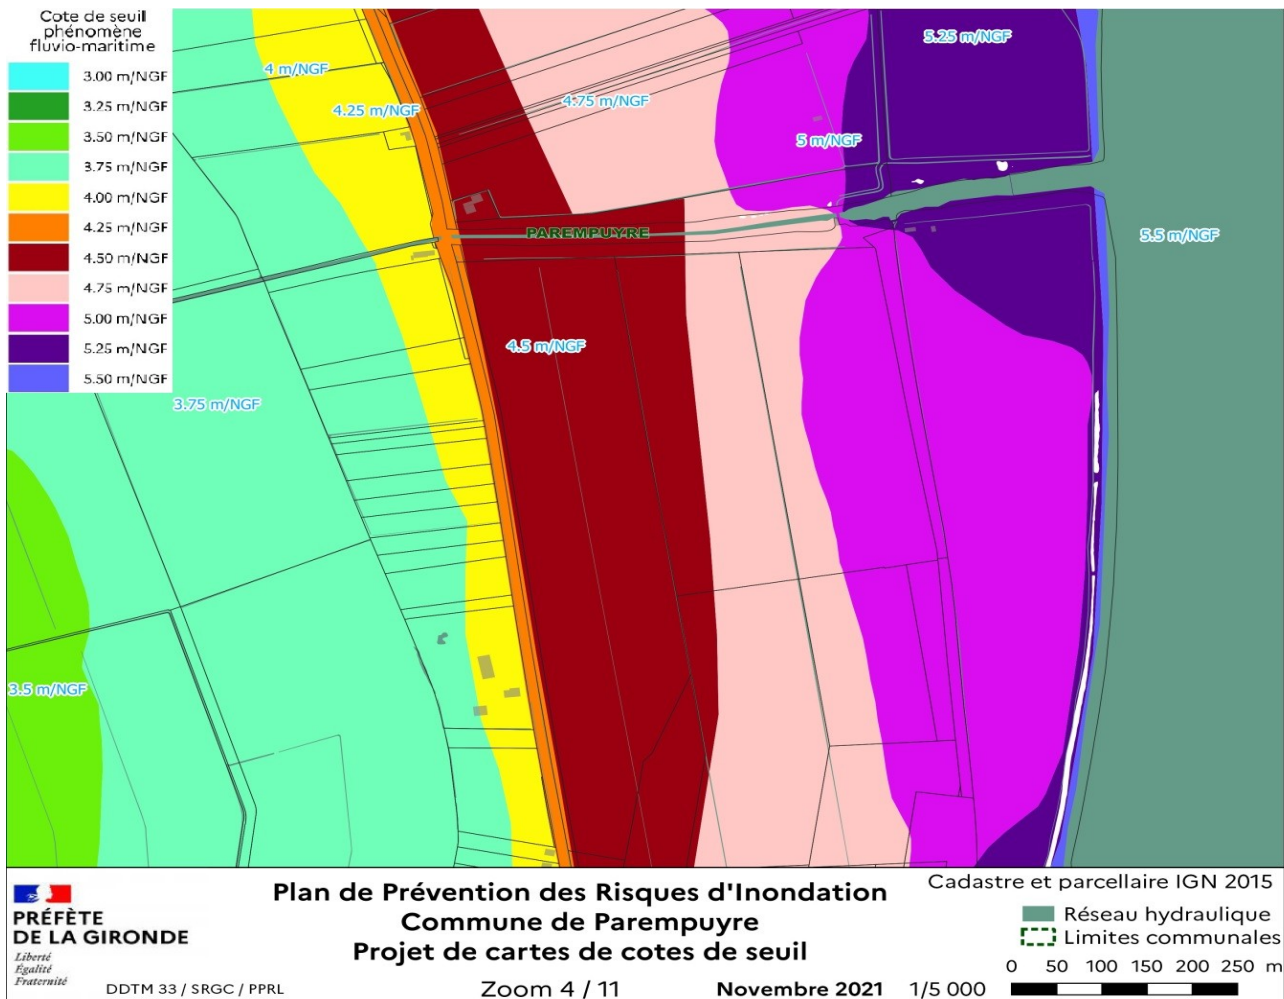 Cote de seuil
phénomène
fluvio-maritime
3.00 m/NGF
3.25 m/NGF
3.50 m/NGF
3.75 m/NGF
4.00 m/NGF
4.25 m/NGF
4.50 m/NGF
4.75 m/NGF
5.00 m/NGF
5.25 m/NGF
5.50 m/NGF
5.25 m/NGF
4 m/NGF
4.25 m/NGF
4.75 m/NGF
5 m/NGF
PAREMPUYRE
5.5 m/NGF
4.5 m/NGF
3.75 m/NGF
3.5 m/NGF
PRÉFÈTE
DE LA GIRONDE
Liberté
Égalité
Fraternité
DDTM 33 / SRGC / PPRL
Plan de Prévention des Risques d'Inondation
Commune de Parempuyre
Projet de cartes de cotes de seuil
Zoom 4 / 11
Novembre 2021
1/5 000
Cadastre et parcellaire IGN 2015
Réseau hydraulique
Limites communales
0 50 100 150 200 250 m